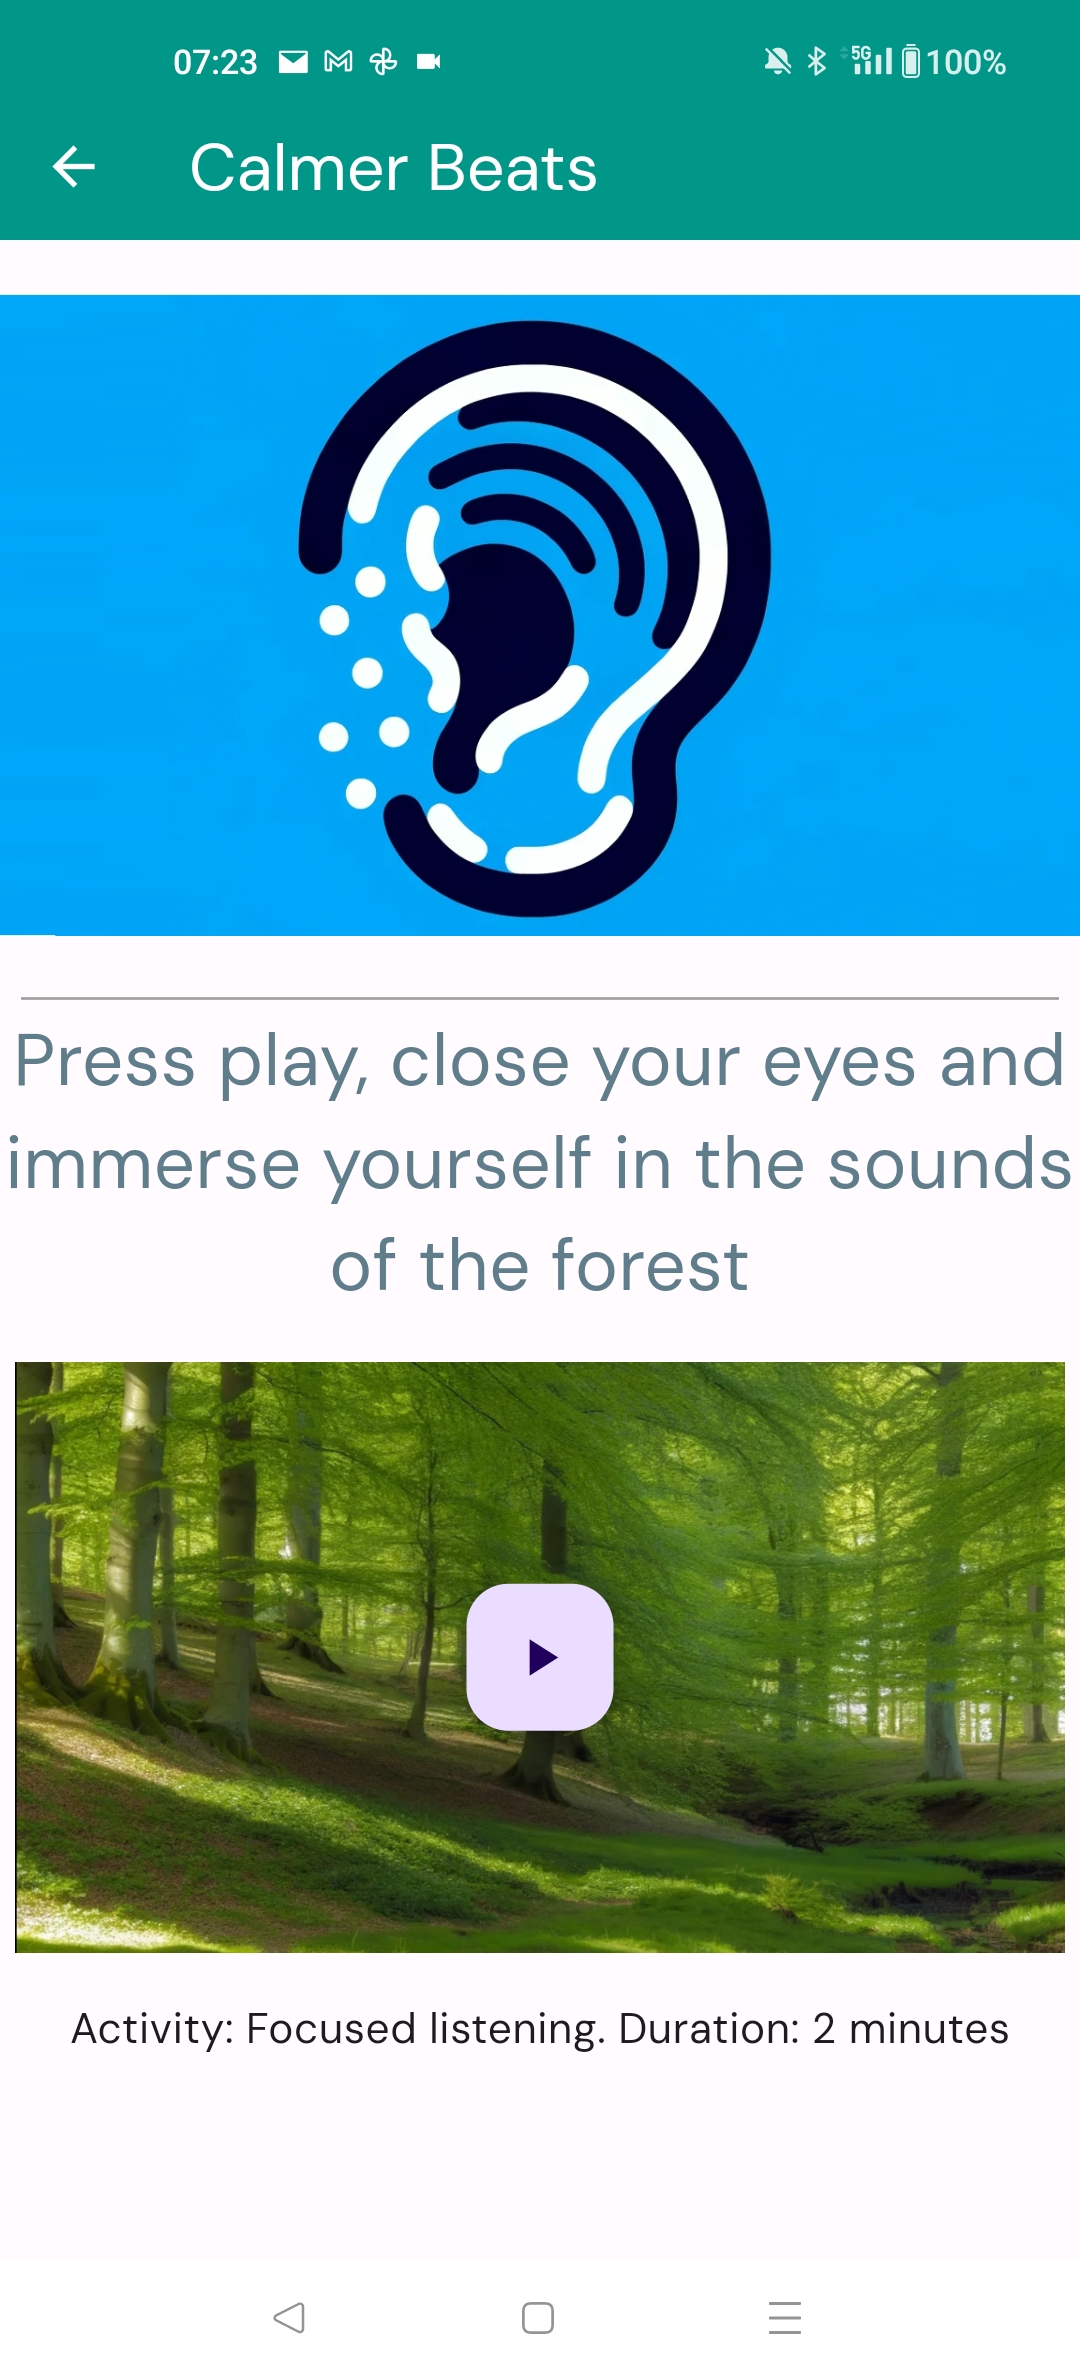 07:23 5G 100%
Calmer Beats
Press play, close your eyes and
immerse yourself in the sounds
of the forest
Activity: Focused listening. Duration: 2 minutes